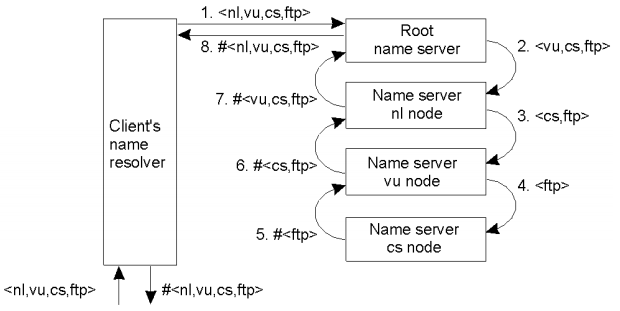 1. <nl,vu,cs,ftp>
Root
name server
8. #<nl,vu,cs,ftp>
2. <vu,cs,ftp>
7. #<vu,cs,ftp>
Name server
nl node
3. <cs,ftp>
Client's
name
resolver
6. #<cs,ftp>
Name server
vu node
4. <ftp>
5. #<ftp>
Name server
cs node
<nl,vu,cs,ftp>
#<nl,vu,cs,ftp>